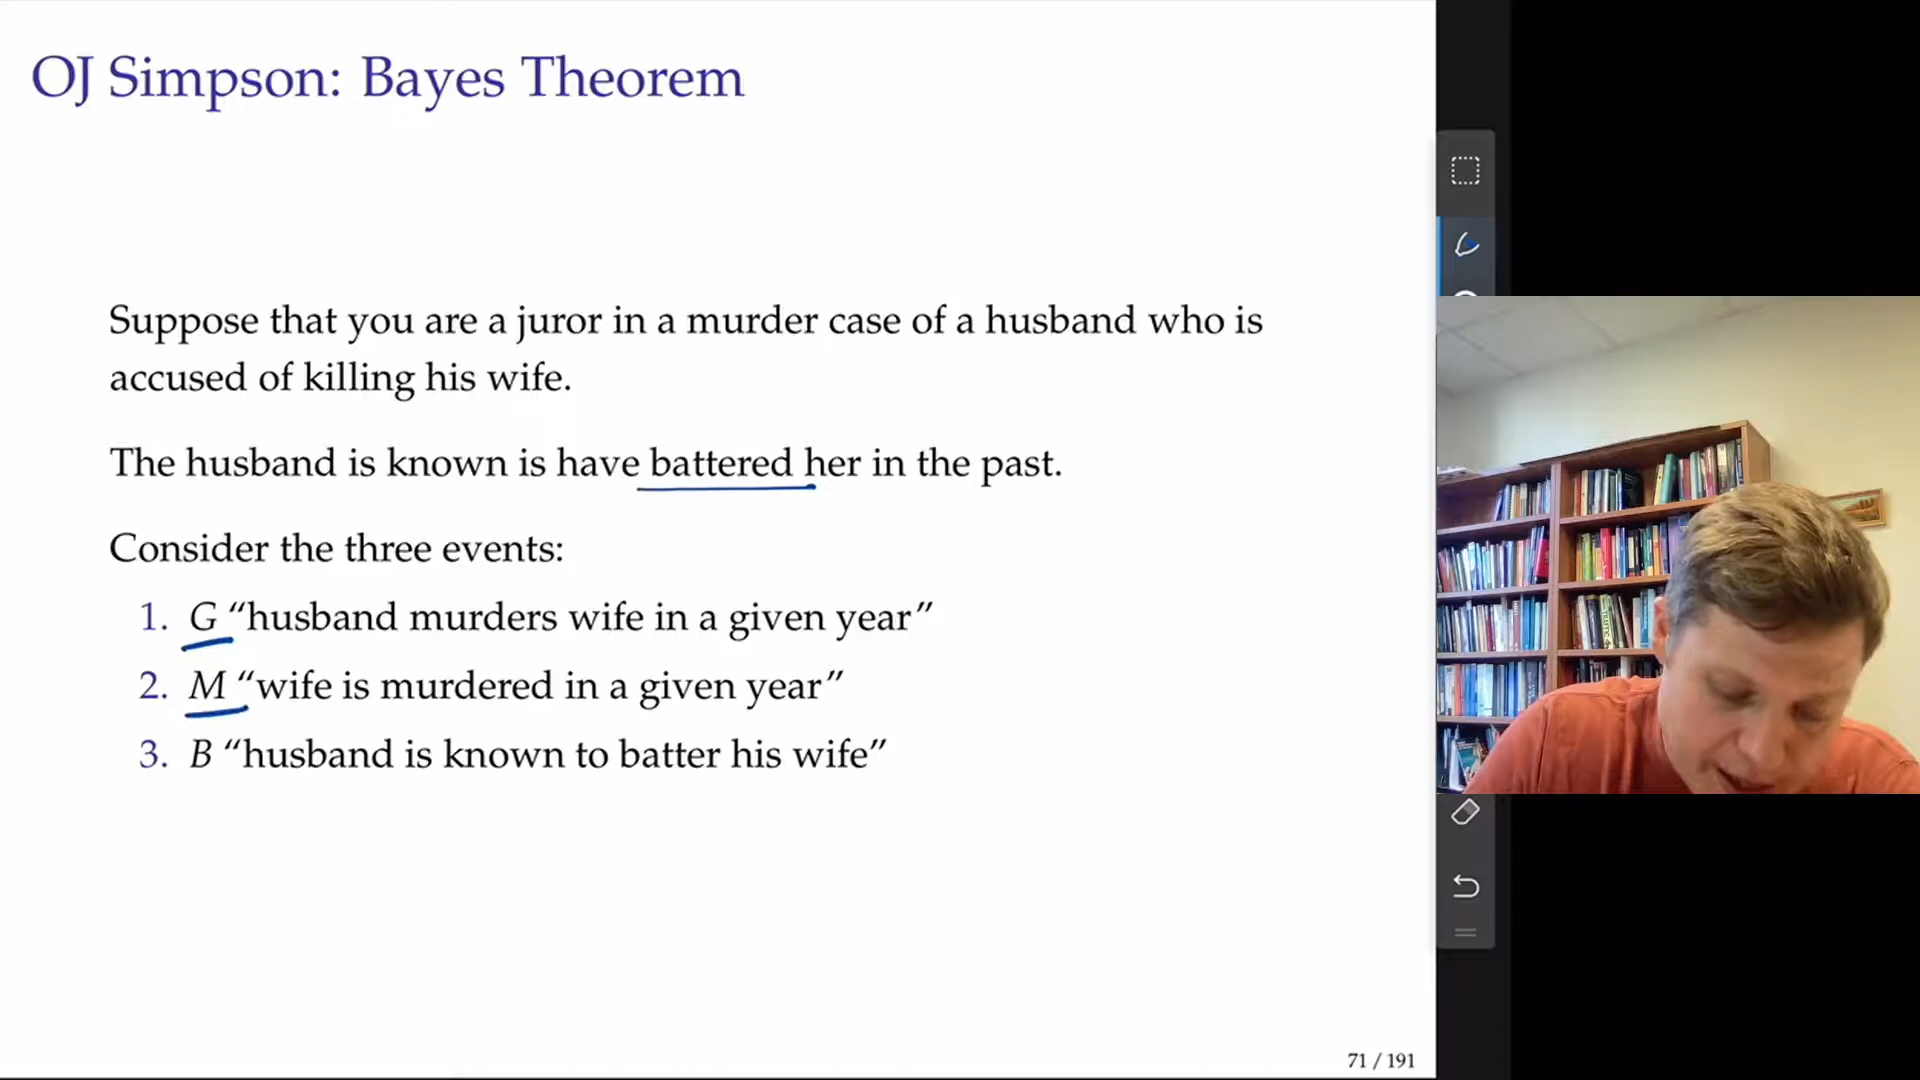 OJ Simpson: Bayes Theorem
Suppose that you are a juror in a murder case of a husband who is
accused of killing his wife.
The husband is known is have battered her in the past.
Consider the three events:
1. G “husband murders wife in a given year”
2. M “wife is murdered in a given year”
3. B “husband is known to batter his wife”
71 / 191